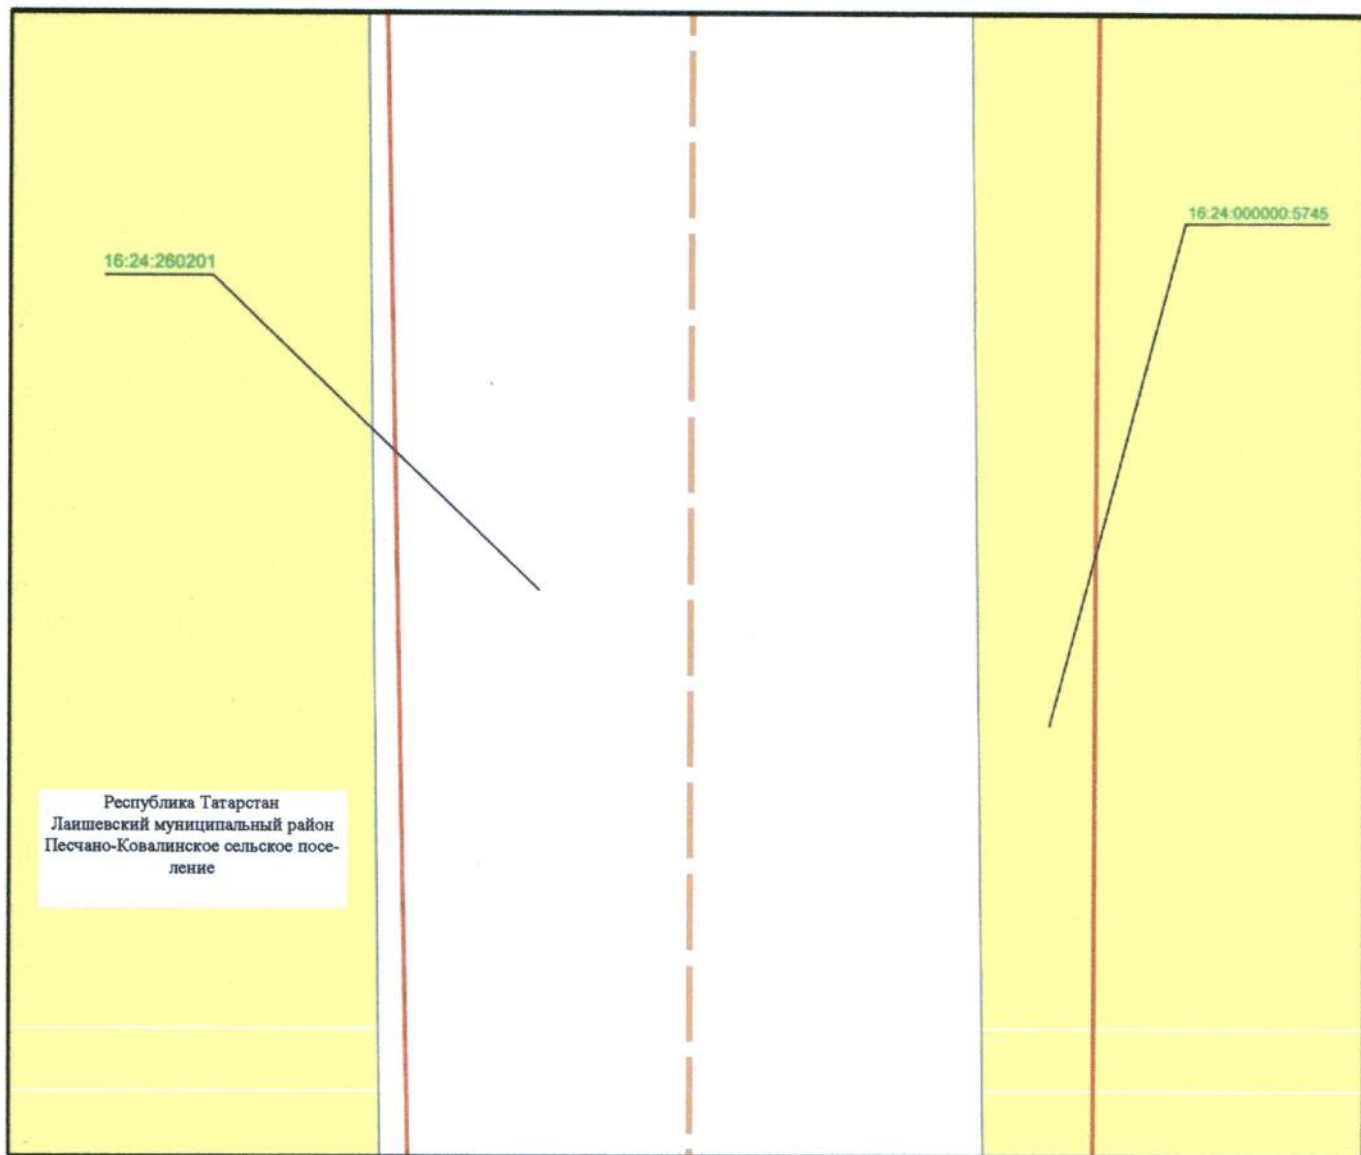 16:24:000000:5745
16:24:260201
Республика Татарстан
Лаишевский муниципальный район
Песчано-Ковалинское сельское посе-
ление